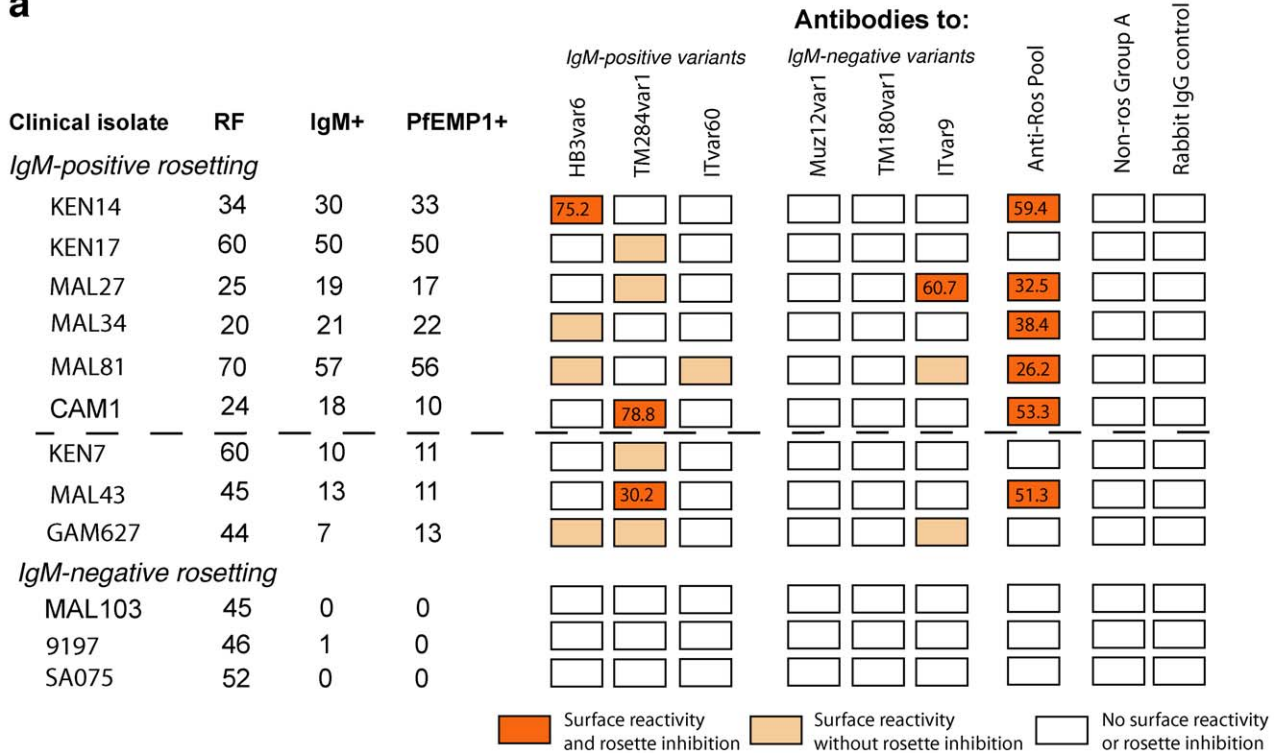 a
Antibodies to:
IgM-positive variants
IgM-negative variants
Clinical isolate RF IgM+ PfEMP1+ HB3var6 TM284var1 ITvar60 Muz12var1 TM180var1 ITvar9 Anti-Ros Pool Non-ros Group A Rabbit IgG control
IgM-positive rosetting
KEN14 34 30 33 75.2 59.4
KEN17 60 50 50
MAL27 25 19 17 60.7 32.5
MAL34 20 21 22 38.4
MAL81 70 57 56 26.2
CAM1 24 18 10 78.8 53.3
KEN7 60 10 11
MAL43 45 13 11 30.2 51.3
GAM627 44 7 13
IgM-negative rosetting
MAL103 45 0 0
9197 46 1 0
SA075 52 0 0
Surface reactivity
and rosette inhibition
Surface reactivity
without rosette inhibition
No surface reactivity
or rosette inhibition